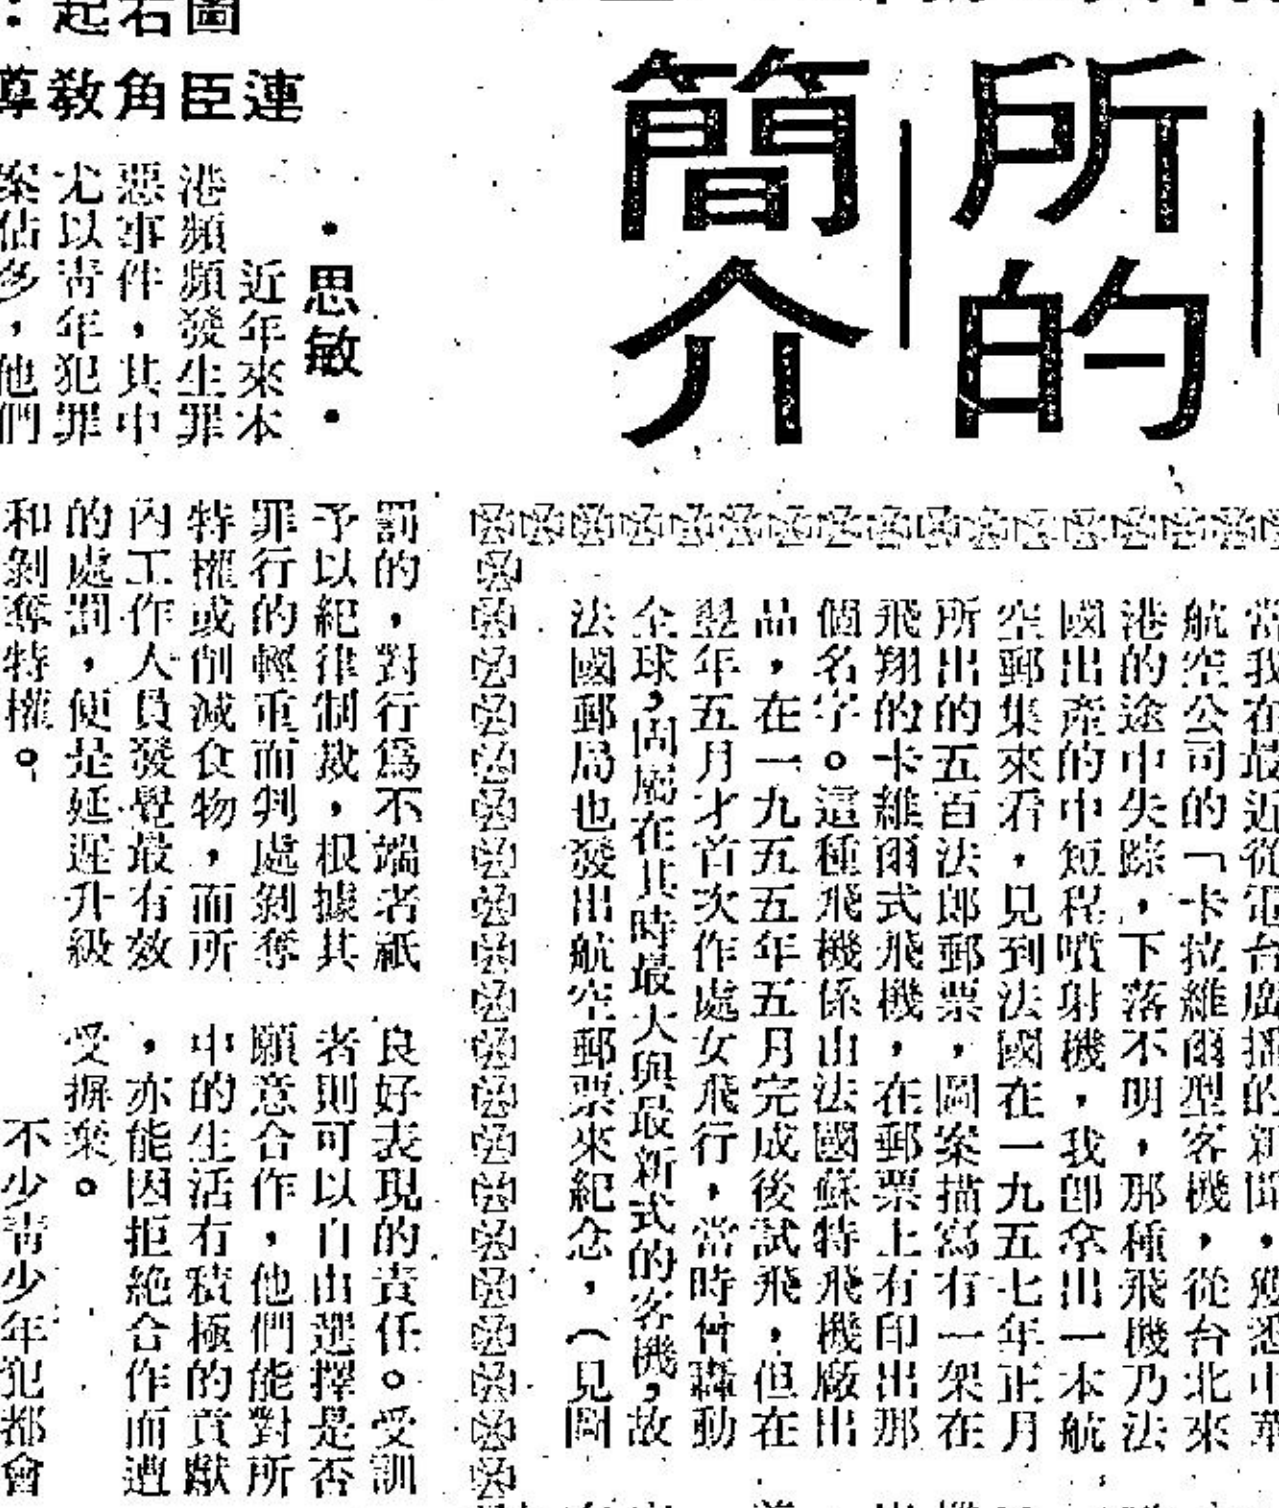 所的
簡介
當我在最近從電台廣播的新聞，獲悉中華
航空公司的「卡拉維爾型客機，從台北來
港的途中失踪，下落不明，那種飛機乃法
國出產的中短程噴射機，我卽拿出一本航
空郵集來看，見到法國在一九五七年正月
所出的五百法郎郵票，圖案描寫有一架在
飛翔的卡維爾式飛機，在郵票上有印出那
個名字。這種飛機係由法國蘇特飛機廠出
品，在一九五五年五月完成後試飛，但在
翌年五月才首次作處女飛行，當時曾轟動
全球，因屬在其時最大與最新式的客機，故
法國郵局也發出航空郵票來紀念，（見圖
圖右起：
連臣角敎導
・思敏・
近年來本
港頻頻發生罪
惡事件，其中
尤以靑年犯罪
案佔多，他們
罰的，對行爲不端者祇
予以紀律制裁，根據其
罪行的輕重而判處剝奪
特權或削減食物，而所
內工作人員發覺最有效
的處罰，便是延遲升級
和剝奪特權。
良好表現的責任。受訓
者則可以自由選擇是否
願意合作，他們能對所
中的生活有積極的貢獻
，亦能因拒絕合作而遭
受摒棄。
不少靑少年犯都會